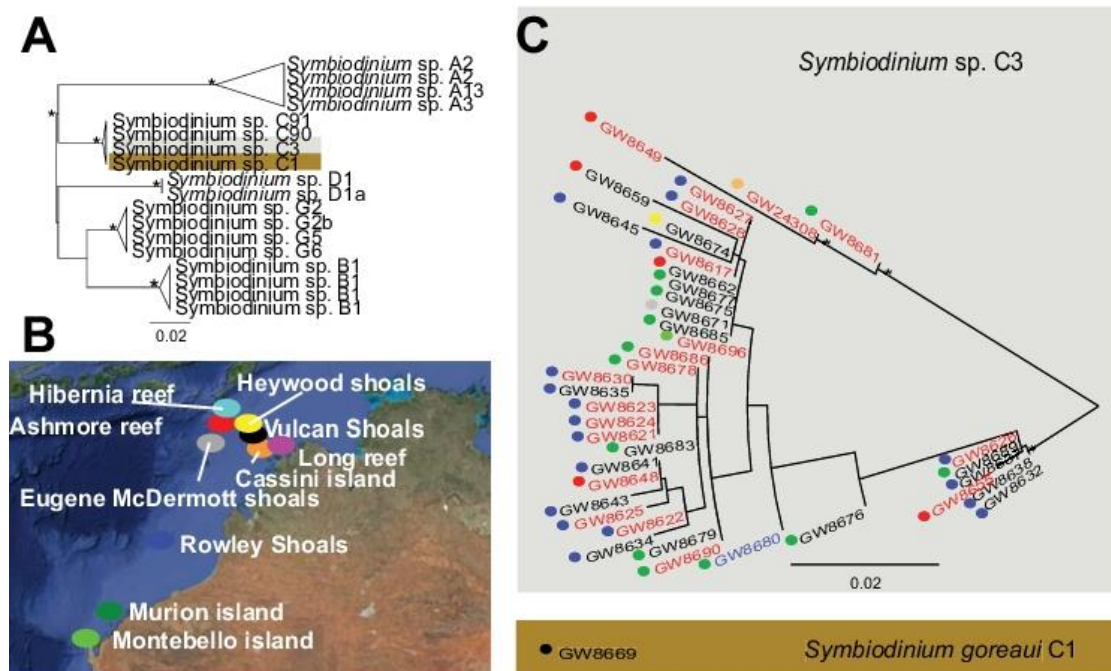 A
Symbiodinium sp. A2
Symbiodinium sp. A2
Symbiodinium sp. A13
Symbiodinium sp. A3
Symbiodinium sp. C91
Symbiodinium sp. C90
Symbiodinium sp. C3
Symbiodinium sp. C1
Symbiodinium sp. D1
Symbiodinium sp. D1a
Symbiodinium sp. G2
Symbiodinium sp. G2b
Symbiodinium sp. G5
Symbiodinium sp. G6
Symbiodinium sp. B1
Symbiodinium sp. B1
Symbiodinium sp. B1
Symbiodinium sp. B1
0.02
B
Hibernia reef
Heywood shoals
Ashmore reef
Vulcan Shoals
Long reef
Cassini island
Eugene McDermott shoals
Rowley Shoals
Murion island
Montebello island
C
Symbiodinium sp. C3
GW8649
GW8659
GW8645
GW8627
GW8628
GW8674
GW24308
GW8681
GW8617
GW8662
GW8677
GW8675
GW8671
GW8685
GW8696
GW8686
GW8678
GW8630
GW8635
GW8623
GW8624
GW8621
GW8683
GW8641
GW8648
GW8643
GW8625
GW8622
GW8634
GW8679
GW8690
GW8680
GW8676
GW8638
GW8632
0.02
GW8669
Symbiodinium goreaui C1